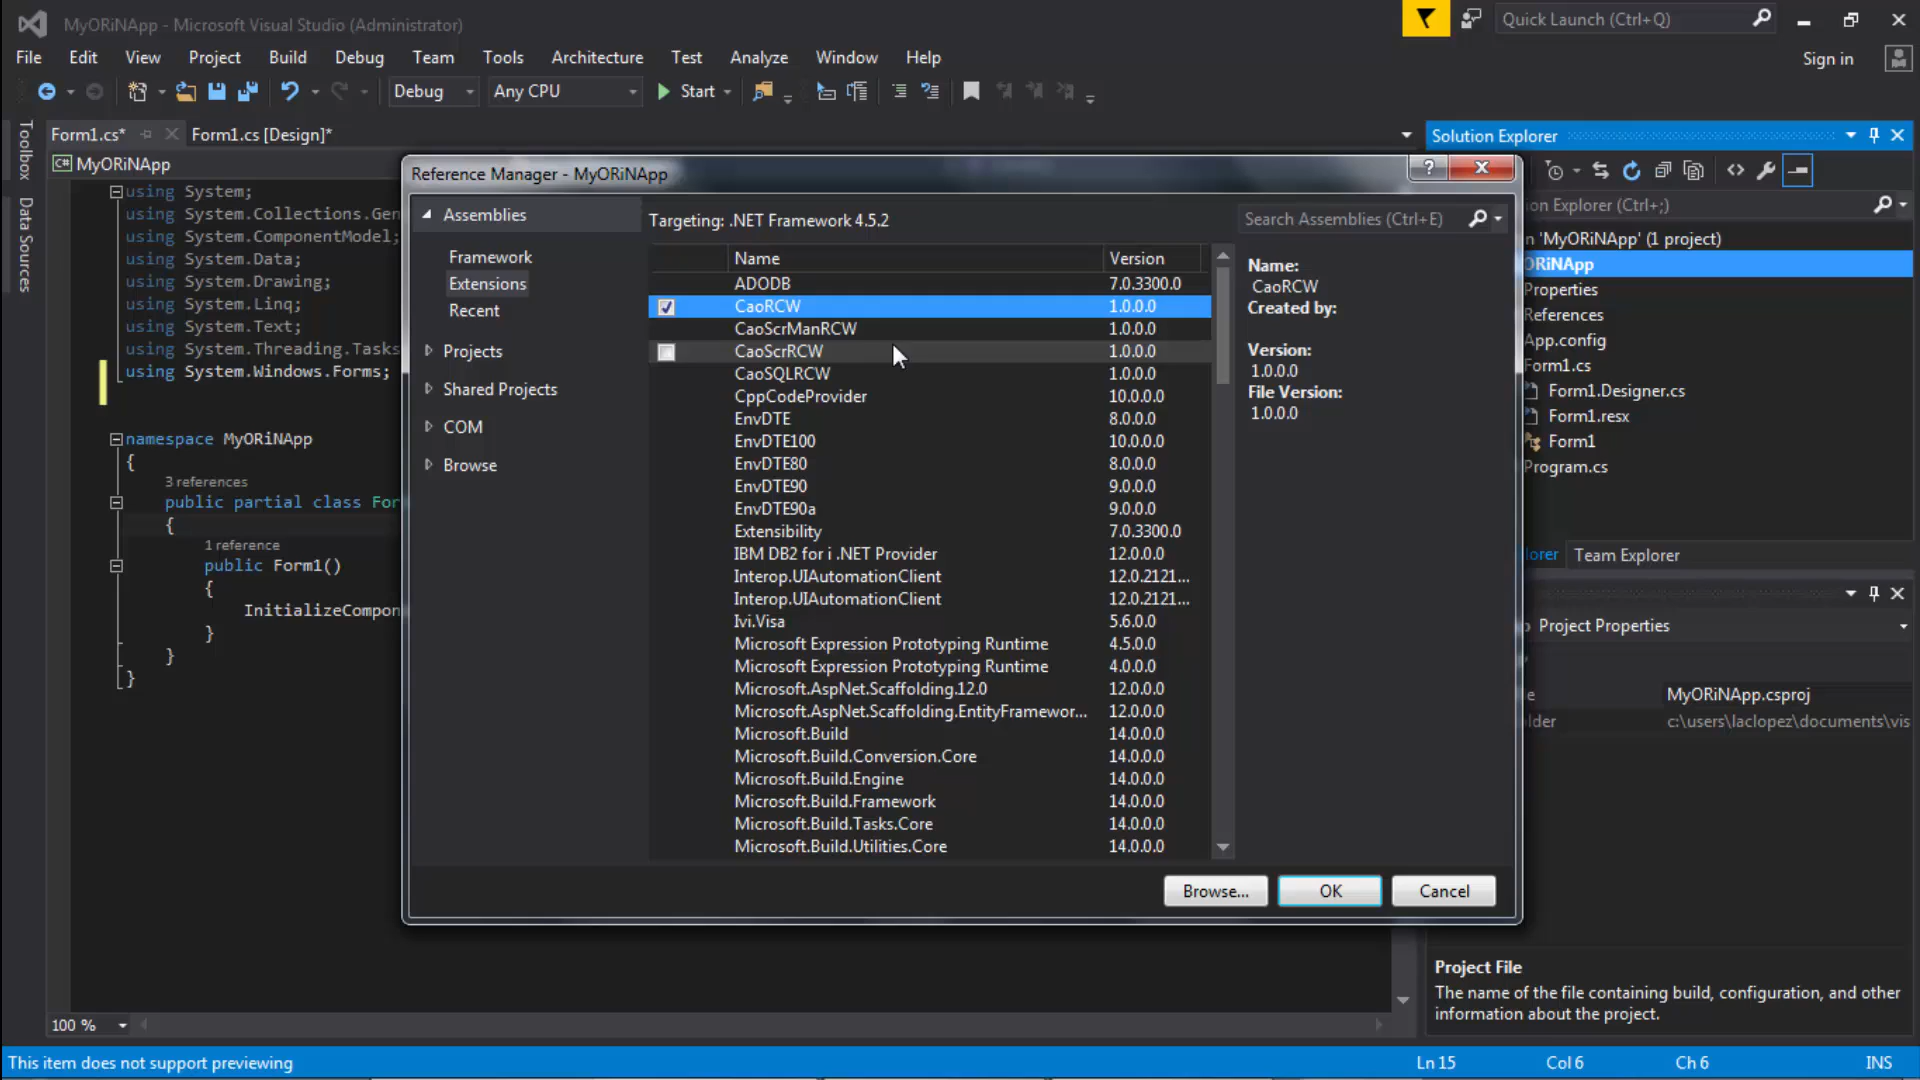 MyORiNApp - Microsoft Visual Studio (Administrator)
Quick Launch (Ctrl+Q)
File Edit View Project Build Debug Team Tools Architecture Test Analyze Window Help
Sign in
Debug Any CPU Start
Toolbox
Data Sources
Form1.cs* Form1.cs [Design]*
C# MyORiNApp
using System;
using System.Collections.Gen
using System.ComponentModel;
using System.Data;
using System.Drawing;
using System.Linq;
using System.Text;
using System.Threading.Tasks
using System.Windows.Forms;
namespace MyORiNApp
{
3 references
public partial class For
{
1 reference
public Form1()
{
InitializeCompon
}
}
}
100 %
Reference Manager - MyORiNApp
?
Assemblies
Framework
Extensions
Recent
Projects
Shared Projects
COM
Browse
Targeting: .NET Framework 4.5.2
Search Assemblies (Ctrl+E)
Name Version
ADODB 7.0.3300.0
CaoRCW 1.0.0.0
CaoScrManRCW 1.0.0.0
CaoScrRCW 1.0.0.0
CaoSQLRCW 1.0.0.0
CppCodeProvider 10.0.0.0
EnvDTE 8.0.0.0
EnvDTE100 10.0.0.0
EnvDTE80 8.0.0.0
EnvDTE90 9.0.0.0
EnvDTE90a 9.0.0.0
Extensibility 7.0.3300.0
IBM DB2 for i .NET Provider 12.0.0.0
Interop.UIAutomationClient 12.0.2121...
Interop.UIAutomationClient 12.0.2121...
Ivi.Visa 5.6.0.0
Microsoft Expression Prototyping Runtime 4.5.0.0
Microsoft Expression Prototyping Runtime 4.0.0.0
Microsoft.AspNet.Scaffolding.12.0 12.0.0.0
Microsoft.AspNet.Scaffolding.EntityFramewor... 12.0.0.0
Microsoft.Build 14.0.0.0
Microsoft.Build.Conversion.Core 14.0.0.0
Microsoft.Build.Engine 14.0.0.0
Microsoft.Build.Framework 14.0.0.0
Microsoft.Build.Tasks.Core 14.0.0.0
Microsoft.Build.Utilities.Core 14.0.0.0
Name:
CaoRCW
Created by:
Version:
1.0.0.0
File Version:
1.0.0.0
Browse... OK Cancel
Solution Explorer
ion Explorer (Ctrl+;)
n 'MyORiNApp' (1 project)
ORiNApp
Properties
References
App.config
Form1.cs
Form1.Designer.cs
Form1.resx
Form1
Program.cs
lorer Team Explorer
Project Properties
e MyORiNApp.csproj
lder c:\users\laclopez\documents\vis
Project File
The name of the file containing build, configuration, and other
information about the project.
This item does not support previewing Ln 15 Col 6 Ch 6 INS